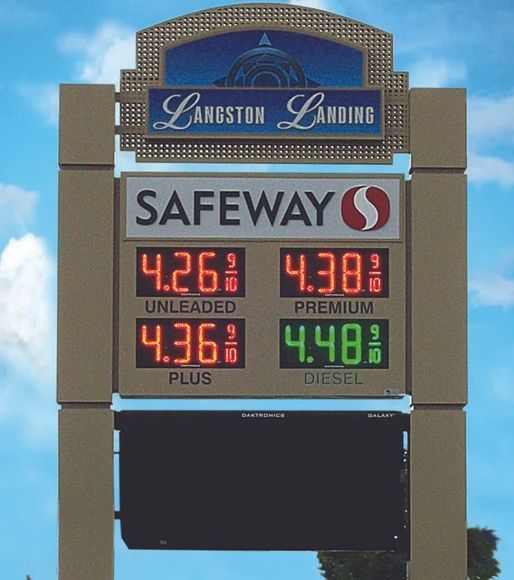 LANGSTON LANDING
SAFEWAY S
4.26 9/10 4.38 9/10
UNLEADED PREMIUM
4.36 9/10 4.48 9/10
PLUS DIESEL
DAKTRONICS GALAXY